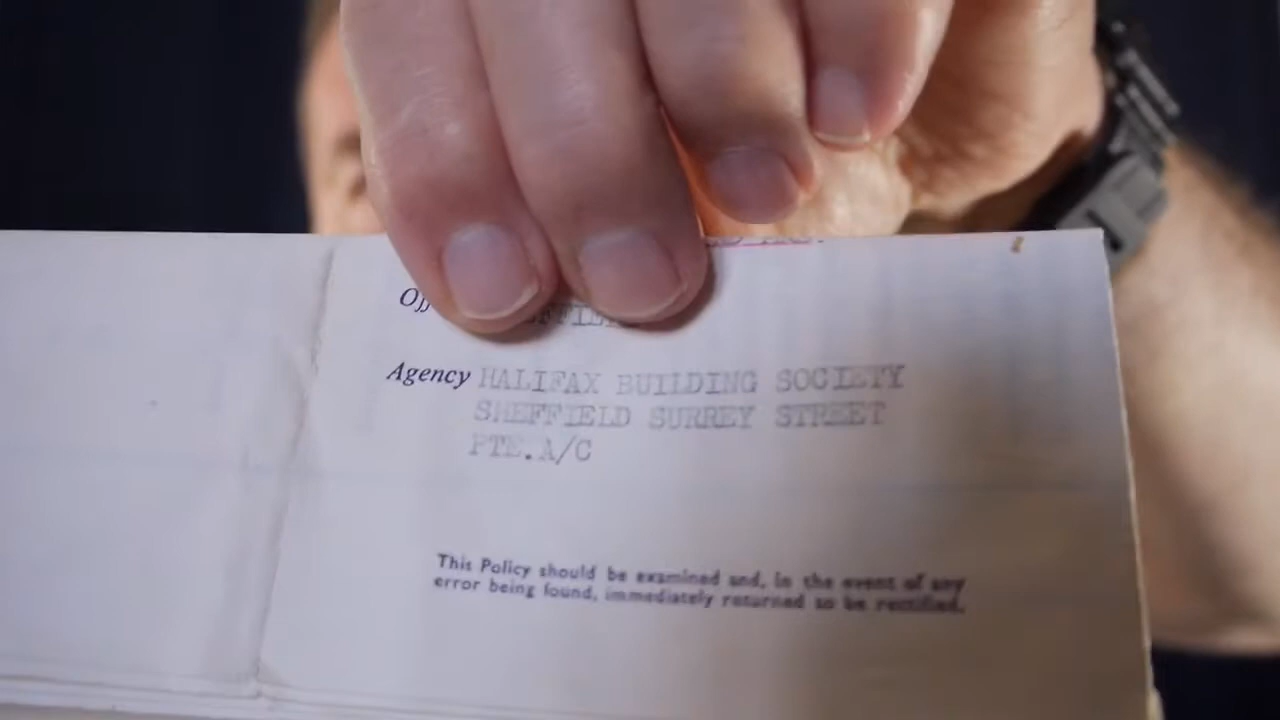 Agency HALIFAX BUILDING SOCIETY
SHEFFIELD SURREY STREET
PTE.A/C
This Policy should be examined and, in the event of any
error being found, immediately returned to be rectified.